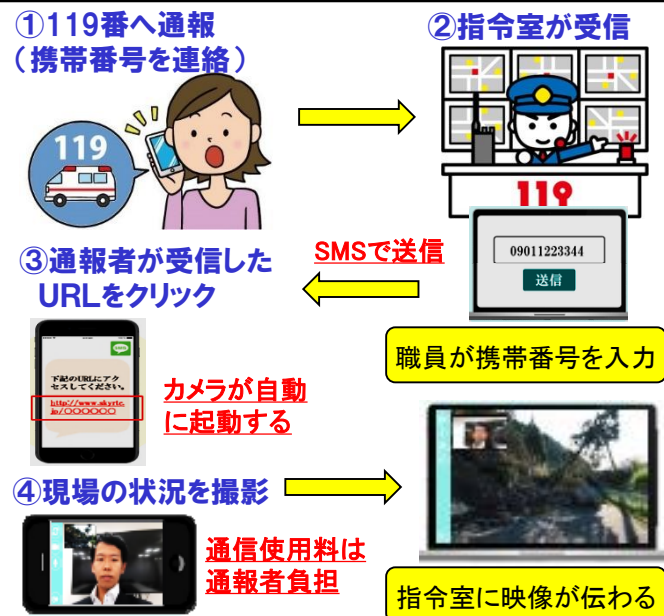 ①119番へ通報
（携帯番号を連絡）
119
②指令室が受信
119
③通報者が受信した
URLをクリック
SMSで送信
09011223344
送信
職員が携帯番号を入力
下記のURLにアク
セスしてください。
http://www.skyrtc.
jp/○○○○○○
カメラが自動
に起動する
④現場の状況を撮影
通信使用料は
通報者負担
指令室に映像が伝わる